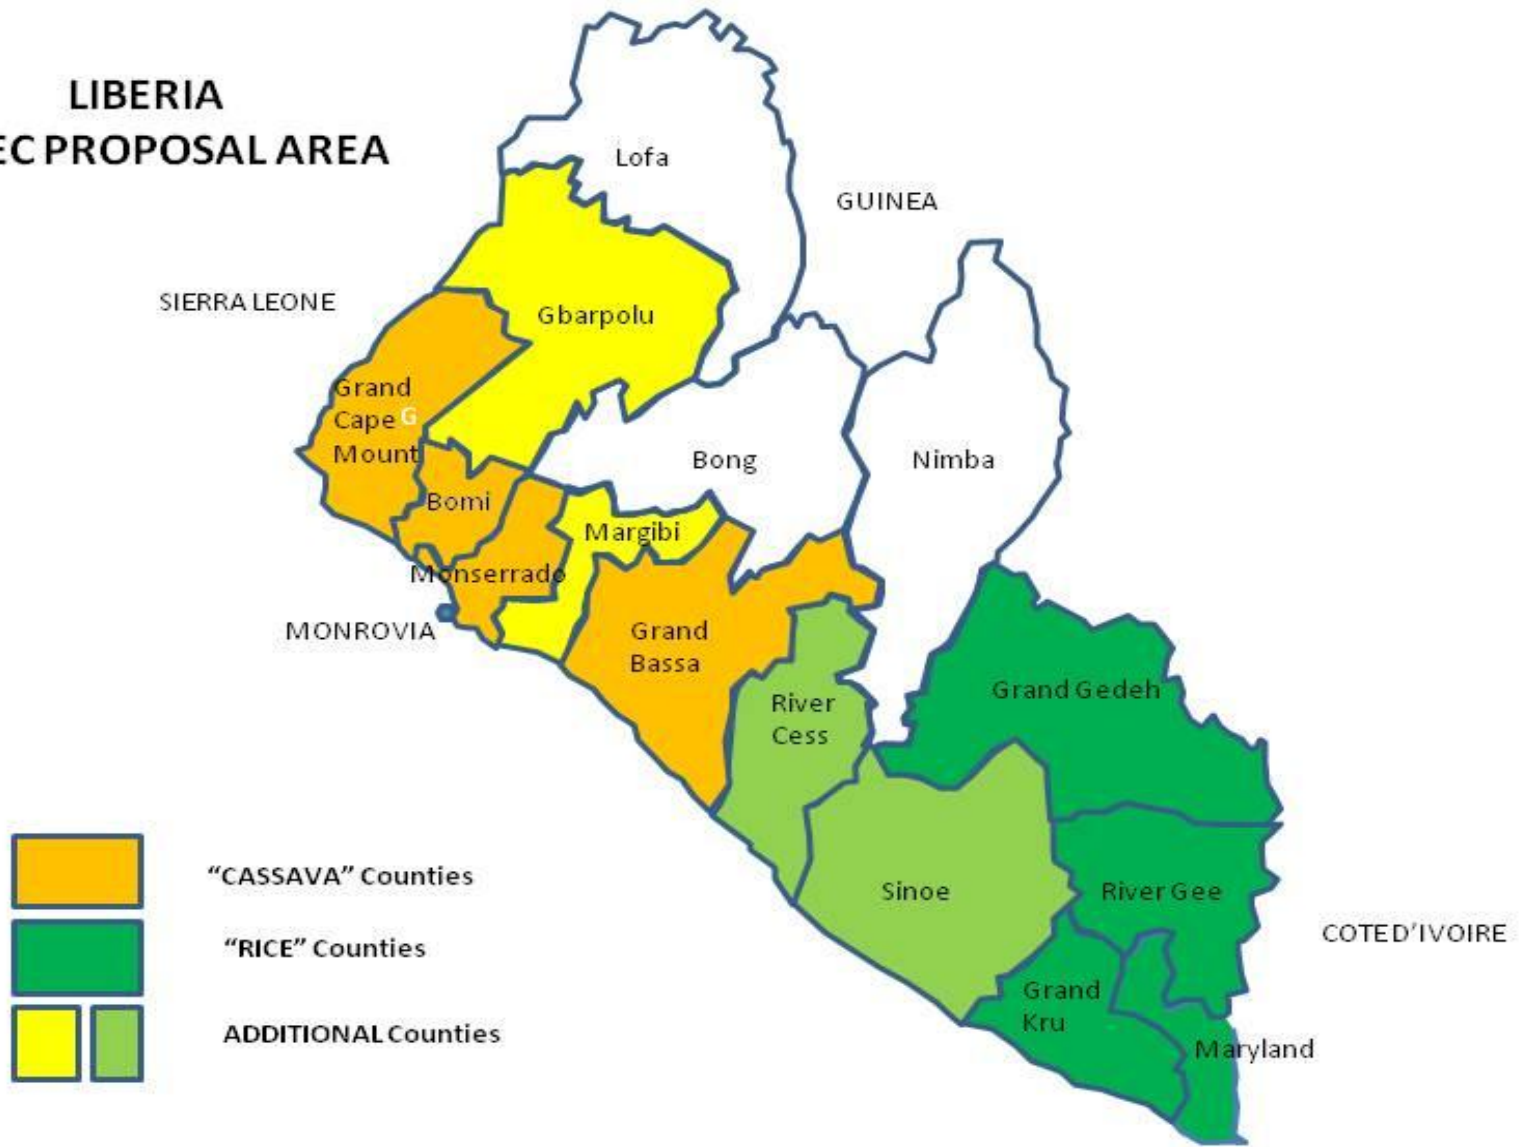 LIBERIA
EC PROPOSAL AREA
Lofa
GUINEA
SIERRA LEONE
Gbarpolu
Grand
Cape G
Mount
Bong
Nimba
Bomi
Margibi
Monserrado
MONROVIA
Grand
Bassa
Grand Gedeh
River
Cess
"CASSAVA" Counties
Sinoe
River Gee
COTE D'IVOIRE
"RICE" Counties
Grand
Kru
ADDITIONAL Counties
Maryland